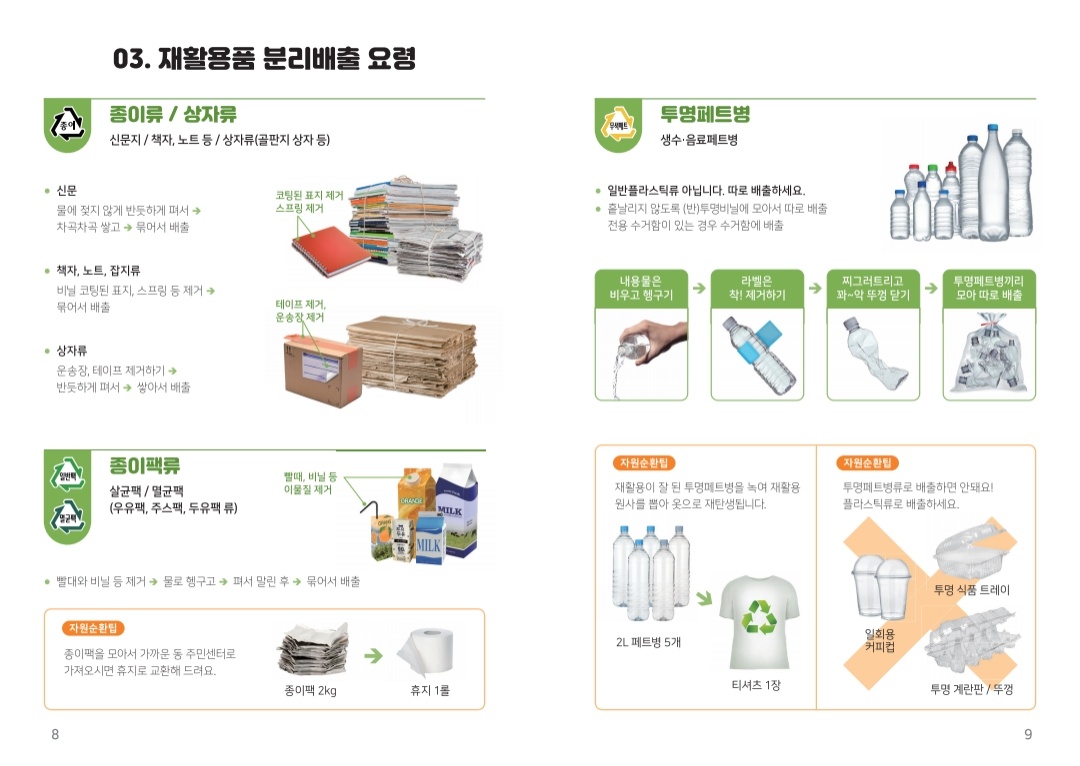 03. 재활용품 분리배출 요령
종이
종이류 / 상자류
신문지 / 책자, 노트 등 / 상자류(골판지 상자 등)
신문
물에 젖지 않게 반듯하게 펴서 →
차곡차곡 쌓고 → 묶어서 배출
책자, 노트, 잡지류
비닐 코팅된 표지, 스프링 등 제거 →
묶어서 배출
상자류
운송장, 테이프 제거하기 →
반듯하게 펴서 → 쌓아서 배출
코팅된 표지 제거
스프링 제거
테이프 제거,
운송장 제거
일반팩
멸균팩
종이팩류
살균팩 / 멸균팩
(우유팩, 주스팩, 두유팩 류)
빨때, 비닐 등
이물질 제거
ORANGE
MILK
MILK
빨대와 비닐 등 제거 → 물로 헹구고 → 펴서 말린 후 → 묶어서 배출
자원순환팁
종이팩을 모아서 가까운 동 주민센터로
가져오시면 휴지로 교환해 드려요.
종이팩 2kg
휴지 1롤
8
무색페트
투명페트병
생수·음료페트병
일반플라스틱류 아닙니다. 따로 배출하세요.
흩날리지 않도록 (반)투명비닐에 모아서 따로 배출
전용 수거함이 있는 경우 수거함에 배출
내용물은
비우고 헹구기
라벨은
착! 제거하기
찌그러트리고
꽈~악 뚜껑 닫기
투명페트병끼리
모아 따로 배출
자원순환팁
재활용이 잘 된 투명페트병을 녹여 재활용
원사를 뽑아 옷으로 재탄생됩니다.
2L 페트병 5개
티셔츠 1장
자원순환팁
투명페트병류로 배출하면 안돼요!
플라스틱류로 배출하세요.
투명 식품 트레이
일회용
커피컵
투명 계란판 / 뚜껑
9